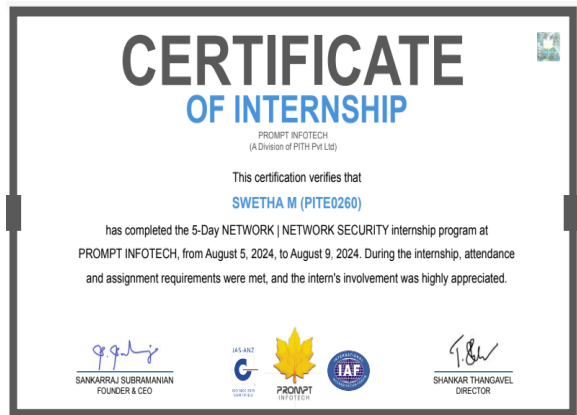 CERTIFICATE
OF INTERNSHIP
PROMPT INFOTECH
(A Division of PITH Pvt Ltd)
This certification verifies that
SWETHA M (PITE0260)
has completed the 5-Day NETWORK | NETWORK SECURITY internship program at
PROMPT INFOTECH, from August 5, 2024, to August 9, 2024. During the internship, attendance
and assignment requirements were met, and the intern's involvement was highly appreciated.
SANKARRAJ SUBRAMANIAN
FOUNDER & CEO
JAS-ANZ
CERTIFIED
PROMPT
INFOTECH
INTERNATIONAL
IAF
SHANKAR THANGAVEL
DIRECTOR